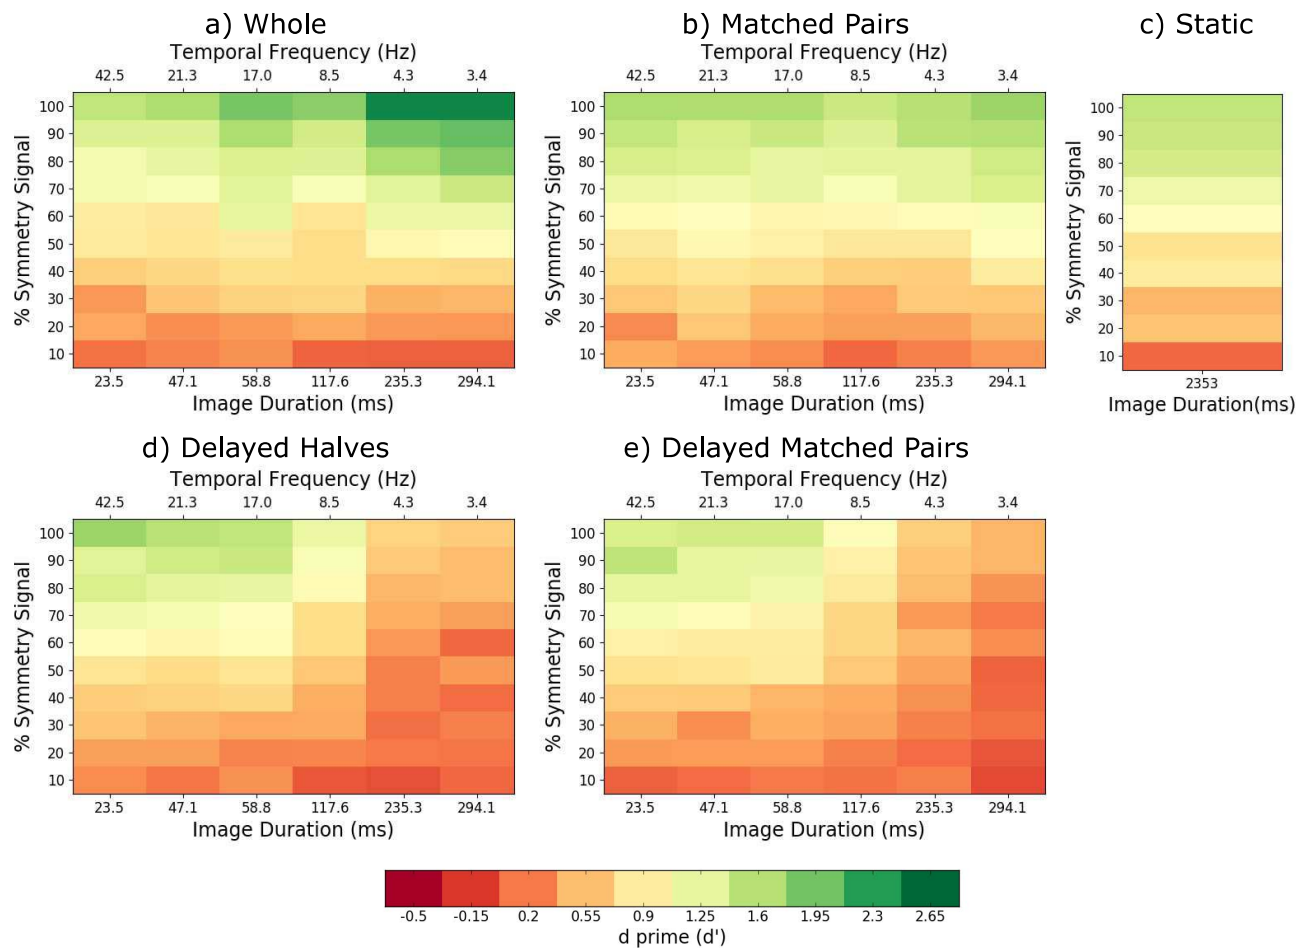 a) Whole
b) Matched Pairs
c) Static
Temporal Frequency (Hz)
Temporal Frequency (Hz)
42.5 21.3 17.0 8.5 4.3 3.4
42.5 21.3 17.0 8.5 4.3 3.4
% Symmetry Signal
100
90
80
70
60
50
40
30
20
10
23.5 47.1 58.8 117.6 235.3 294.1
Image Duration (ms)
% Symmetry Signal
100
90
80
70
60
50
40
30
20
10
23.5 47.1 58.8 117.6 235.3 294.1
Image Duration (ms)
% Symmetry Signal
100
90
80
70
60
50
40
30
20
10
2353
Image Duration(ms)
d) Delayed Halves
Temporal Frequency (Hz)
42.5 21.3 17.0 8.5 4.3 3.4
% Symmetry Signal
100
90
80
70
60
50
40
30
20
10
23.5 47.1 58.8 117.6 235.3 294.1
Image Duration (ms)
e) Delayed Matched Pairs
Temporal Frequency (Hz)
42.5 21.3 17.0 8.5 4.3 3.4
% Symmetry Signal
100
90
80
70
60
50
40
30
20
10
23.5 47.1 58.8 117.6 235.3 294.1
Image Duration (ms)
-0.5 -0.15 0.2 0.55 0.9 1.25 1.6 1.95 2.3 2.65
d prime (d')